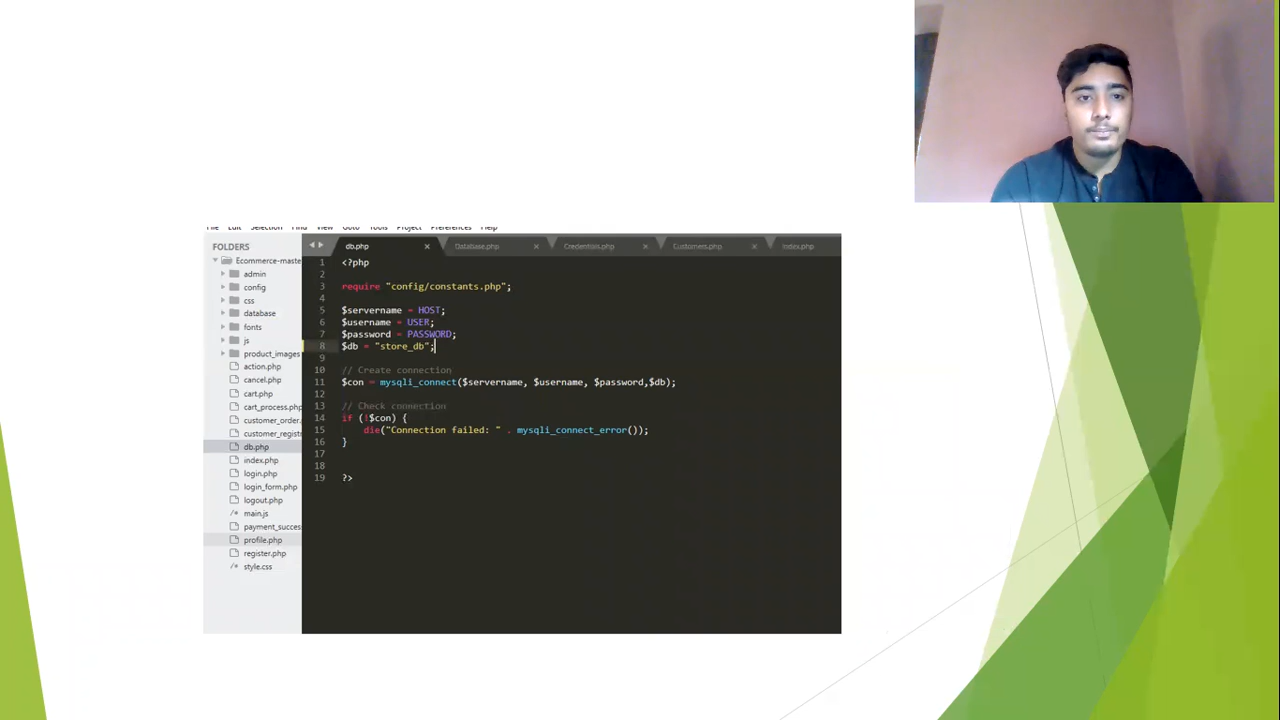 File Edit Selection Find View Goto Tools Project Preferences Help
FOLDERS
Ecommerce-maste
admin
config
css
database
fonts
js
product_images
action.php
cancel.php
cart.php
cart_process.php
customer_order.
customer_registr
db.php
index.php
login.php
login_form.php
logout.php
/* main.js
payment_succes
profile.php
register.php
/* style.css
db.php × Database.php × Credentials.php × Customers.php × Index.php
1 <?php
2
3 require "config/constants.php";
4
5 $servername = HOST;
6 $username = USER;
7 $password = PASSWORD;
8 $db = "store_db";
9
10 // Create connection
11 $con = mysqli_connect($servername, $username, $password,$db);
12
13 // Check connection
14 if (!$con) {
15 die("Connection failed: " . mysqli_connect_error());
16 }
17
18
19 ?>